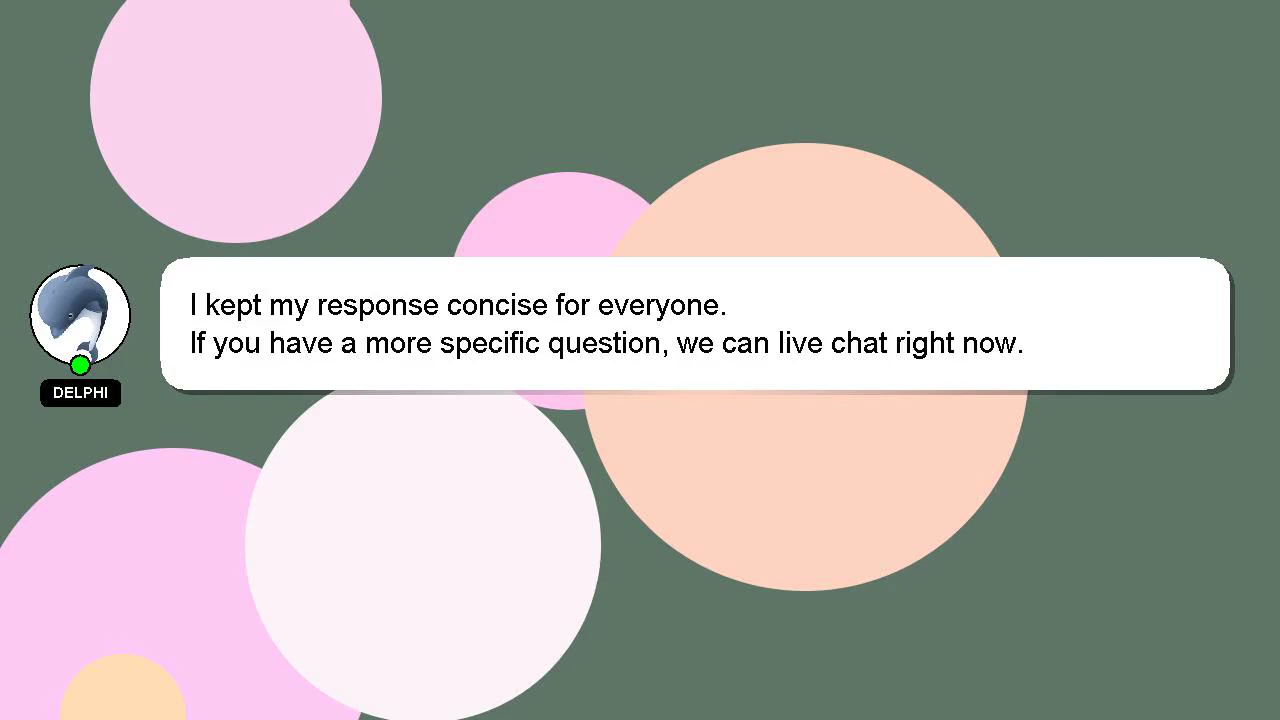 I kept my response concise for everyone.
If you have a more specific question, we can live chat right now.
DELPHI